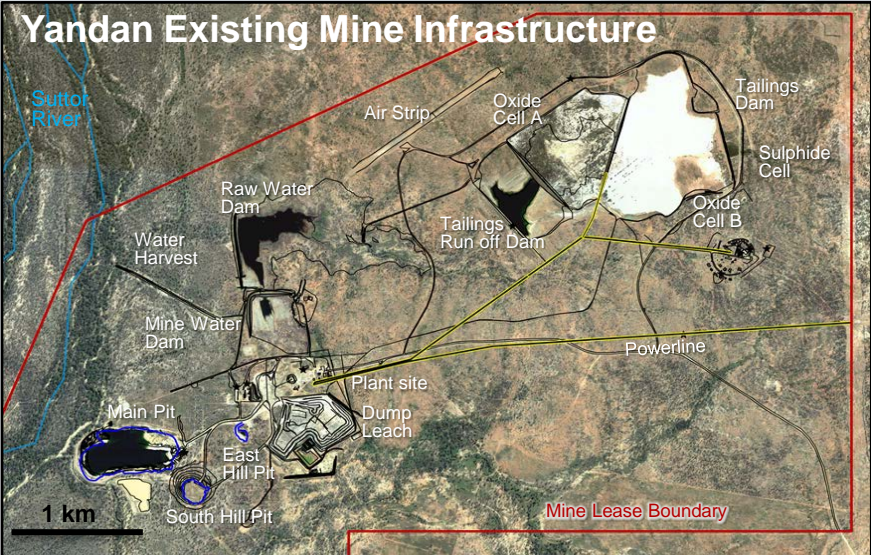 Yandan Existing Mine Infrastructure
Suttor
River
Air Strip
Oxide
Cell A
Tailings
Dam
Sulphide
Cell
Oxide
Cell B
Raw Water
Dam
Tailings
Run off Dam
Water
Harvest
Mine Water
Dam
Powerline
Plant site
Main Pit
Dump
Leach
East
Hill Pit
South Hill Pit
1 km
Mine Lease Boundary